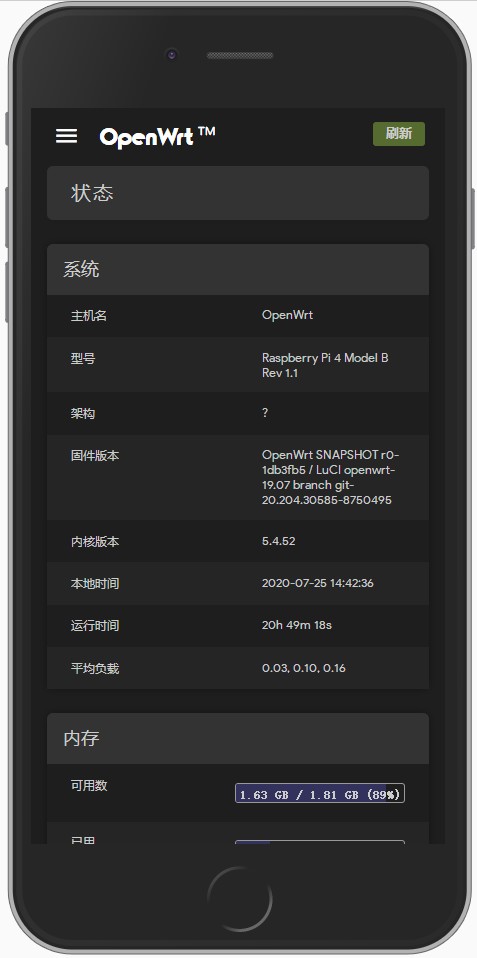 OpenWrt ™
刷新
状态
系统
主机名 OpenWrt
型号 Raspberry Pi 4 Model B
Rev 1.1
架构 ?
固件版本 OpenWrt SNAPSHOT r0-
1db3fb5 / LuCI openwrt-
19.07 branch git-
20.204.30585-8750495
内核版本 5.4.52
本地时间 2020-07-25 14:42:36
运行时间 20h 49m 18s
平均负载 0.03, 0.10, 0.16
内存
可用数 1.63 GB / 1.81 GB (89%)
已用